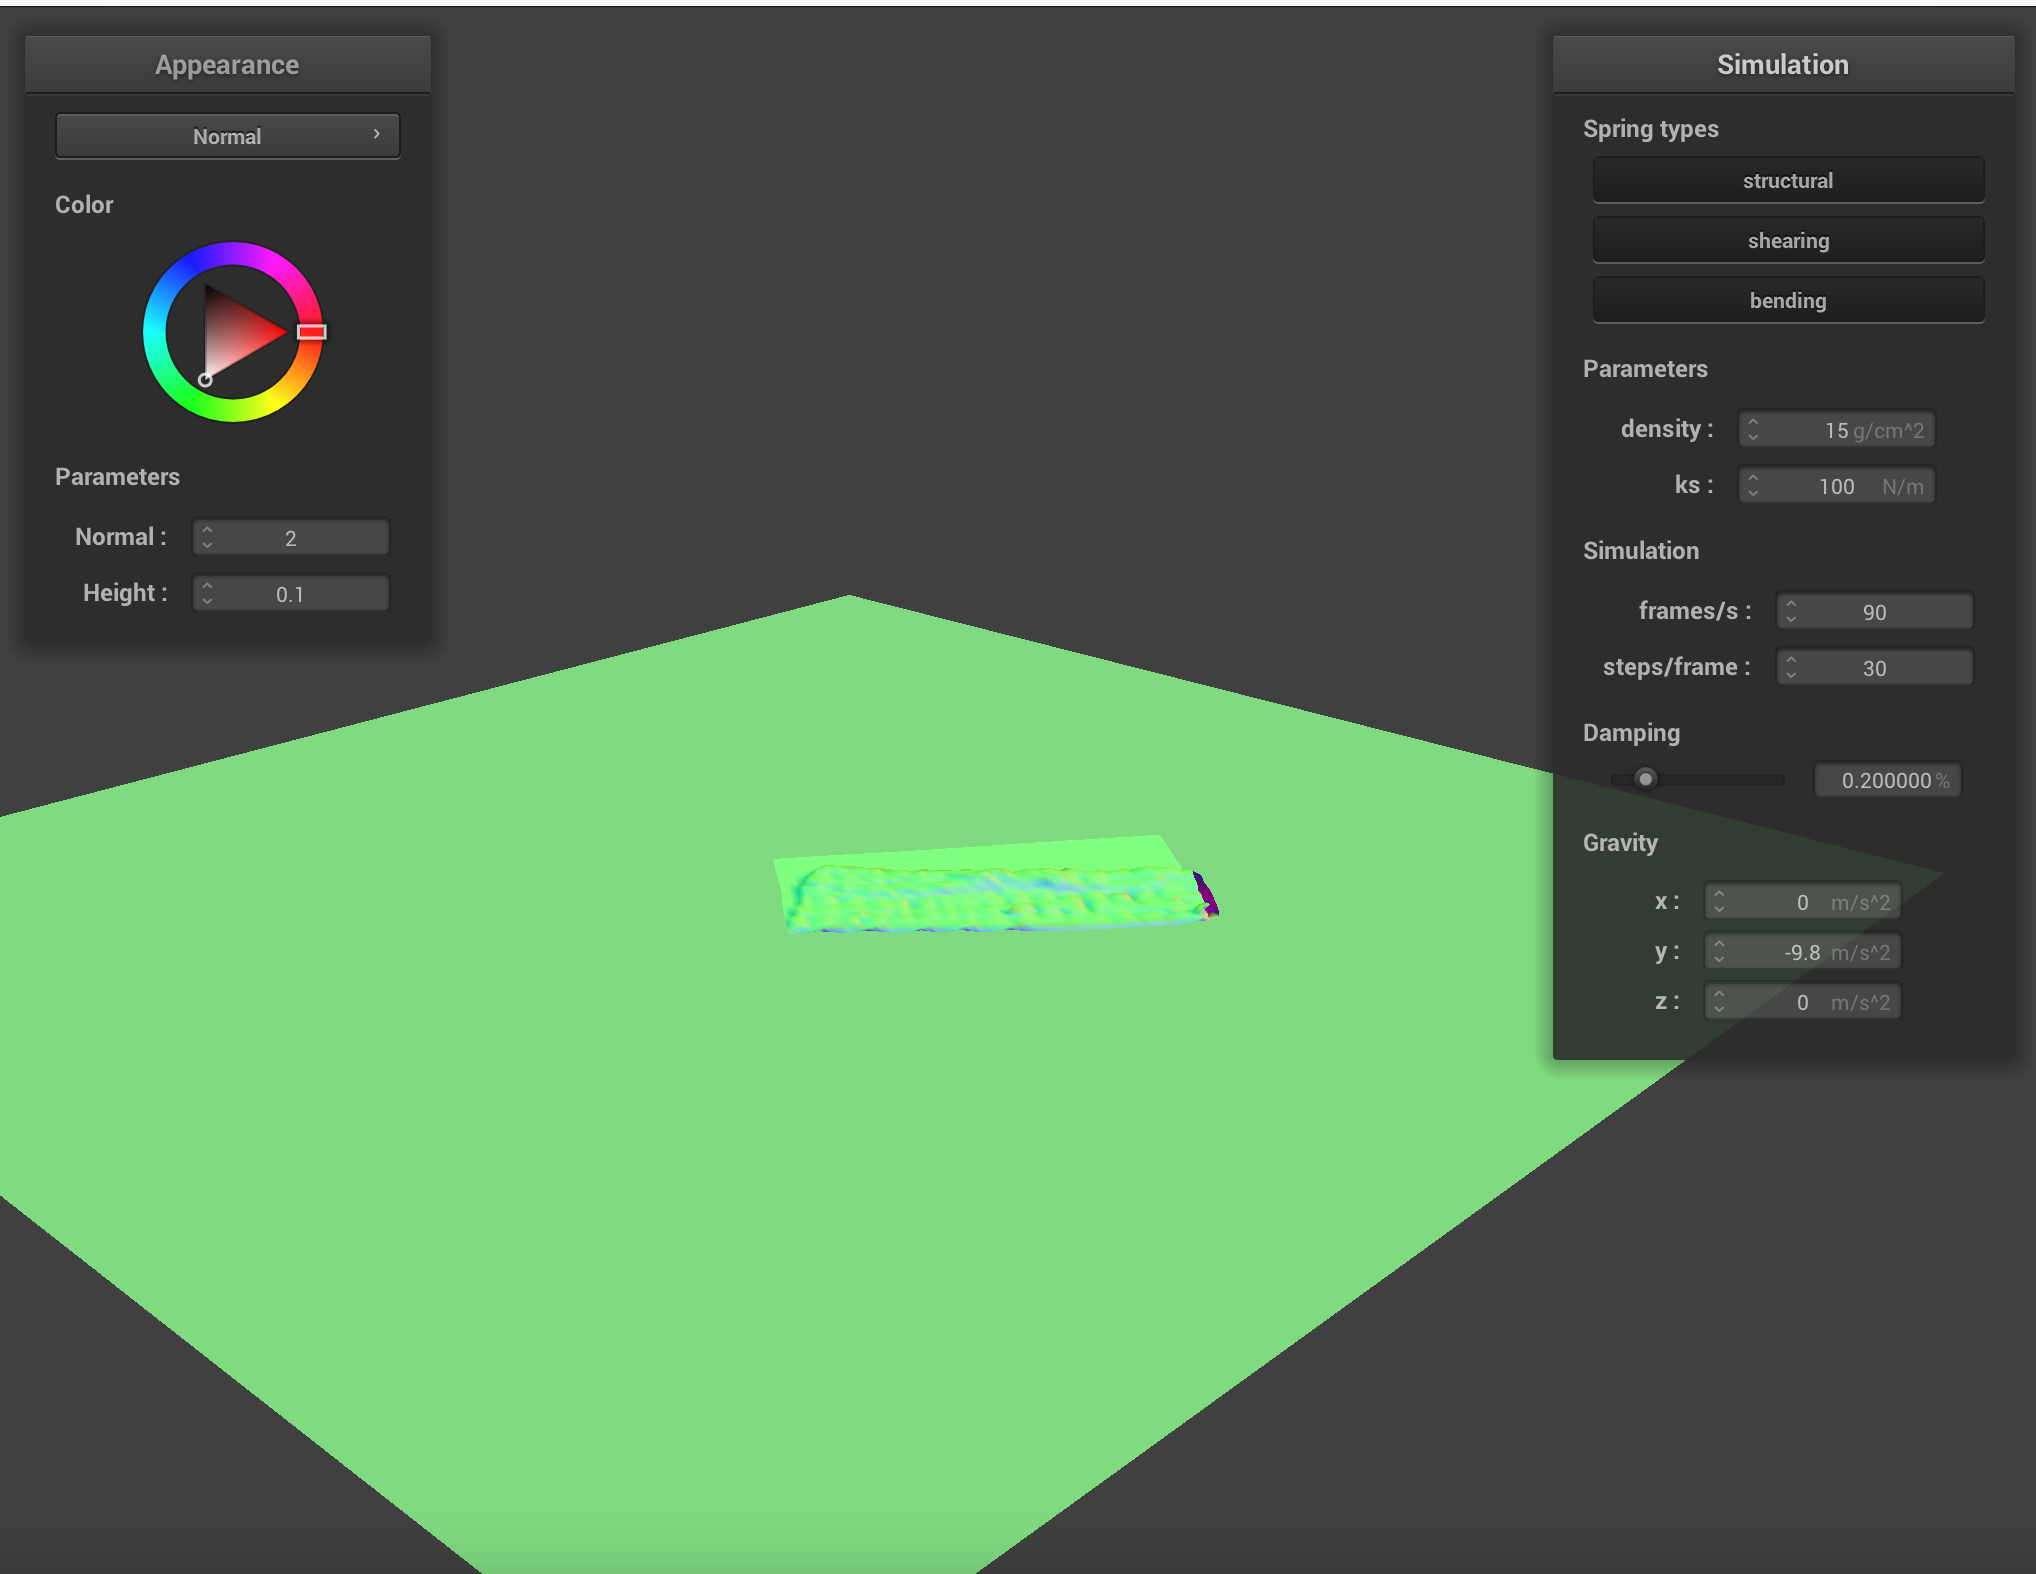 Appearance
Normal
Color
Parameters
Normal : 2
Height : 0.1
Simulation
Spring types
structural
shearing
bending
Parameters
density : 15 g/cm^2
ks : 100 N/m
Simulation
frames/s : 90
steps/frame : 30
Damping
0.200000 %
Gravity
x : 0 m/s^2
y : -9.8 m/s^2
z : 0 m/s^2